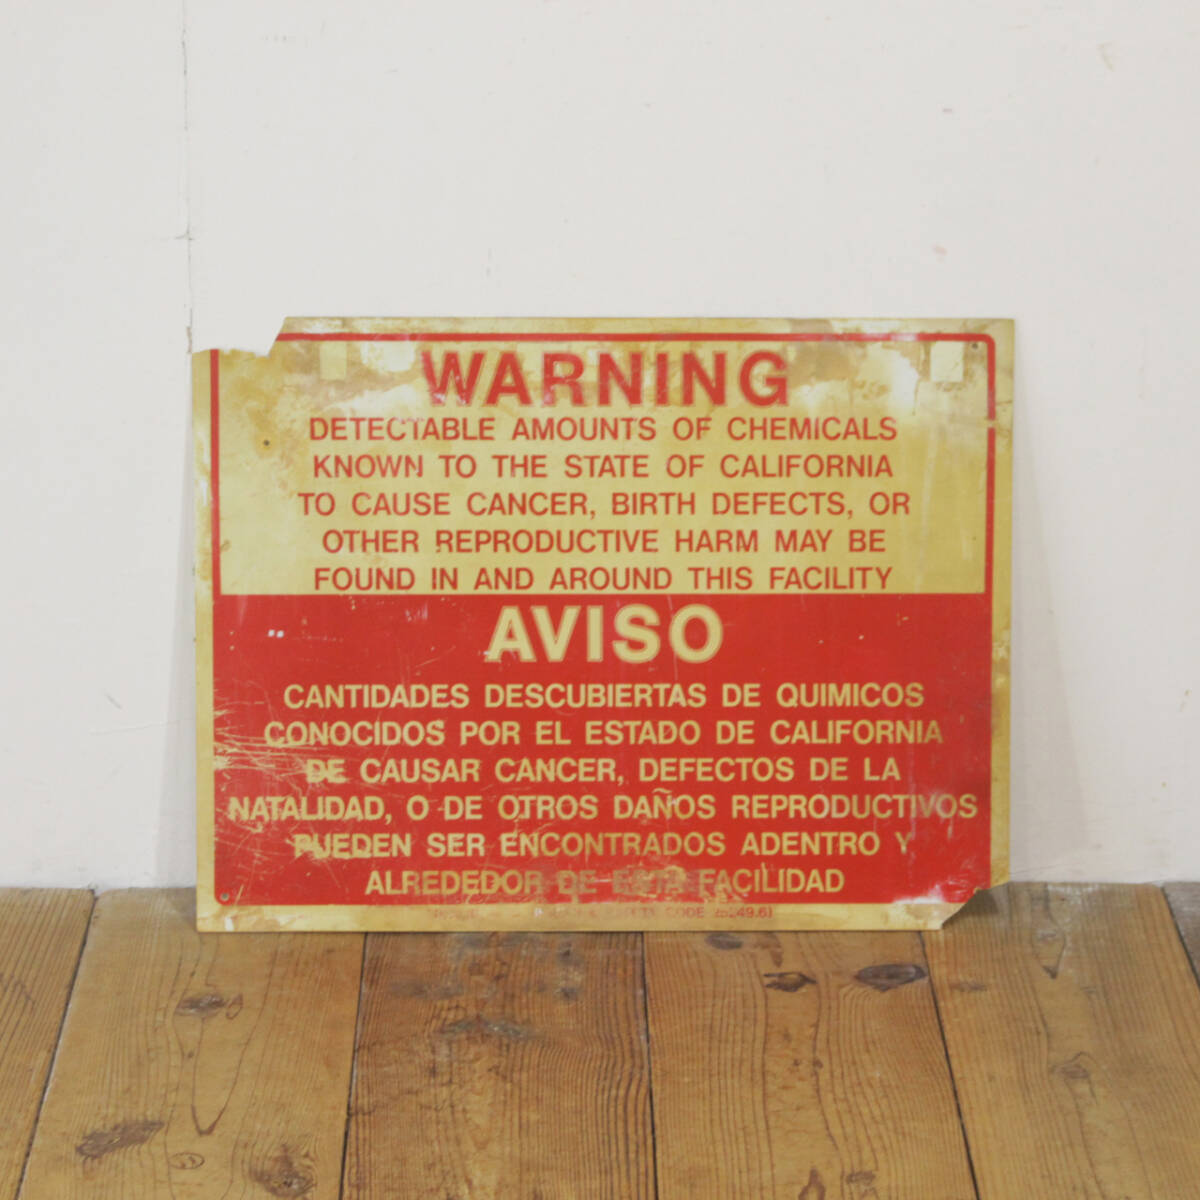 WARNING
DETECTABLE AMOUNTS OF CHEMICALS
KNOWN TO THE STATE OF CALIFORNIA
TO CAUSE CANCER, BIRTH DEFECTS, OR
OTHER REPRODUCTIVE HARM MAY BE
FOUND IN AND AROUND THIS FACILITY
AVISO
CANTIDADES DESCUBIERTAS DE QUIMICOS
CONOCIDOS POR EL ESTADO DE CALIFORNIA
DE CAUSAR CANCER, DEFECTOS DE LA
NATALIDAD, O DE OTROS DAÑOS REPRODUCTIVOS
PUEDEN SER ENCONTRADOS ADENTRO Y
ALREDEDOR DE ESTA FACILIDAD
CODE 25249.6)